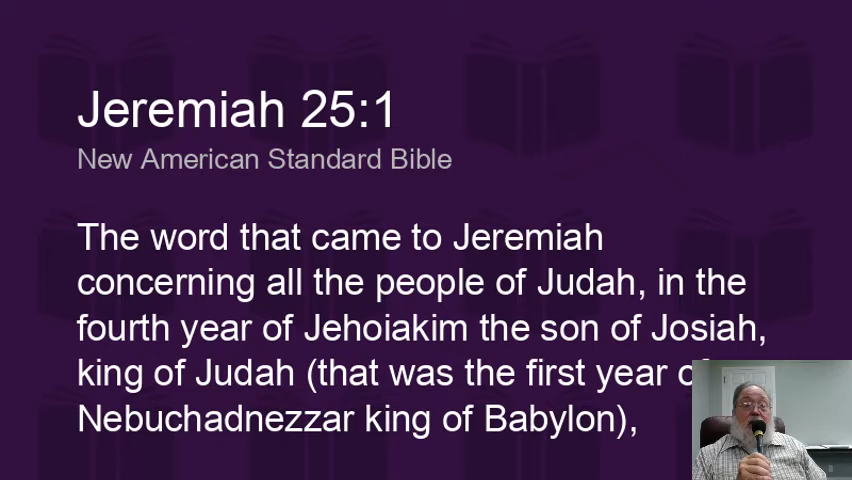 Jeremiah 25:1
New American Standard Bible
The word that came to Jeremiah
concerning all the people of Judah, in the
fourth year of Jehoiakim the son of Josiah,
king of Judah (that was the first year of
Nebuchadnezzar king of Babylon),